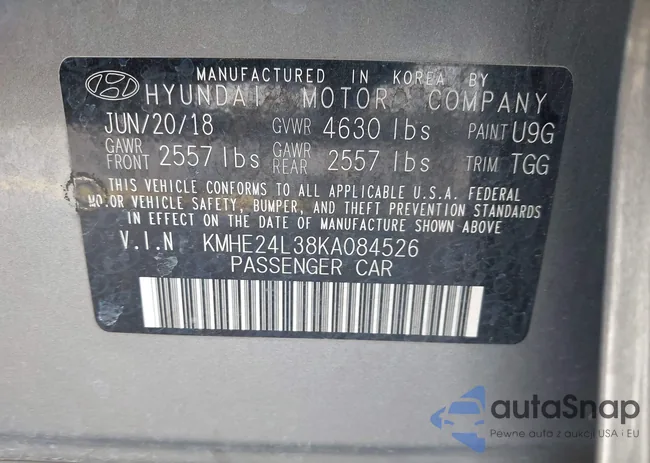 MANUFACTURED IN KOREA BY
HYUNDAI MOTOR COMPANY
JUN/20/18 GVWR 4630 lbs PAINT U9G
GAWR FRONT 2557 lbs GAWR REAR 2557 lbs TRIM TGG
THIS VEHICLE CONFORMS TO ALL APPLICABLE U.S.A. FEDERAL
MOTOR VEHICLE SAFETY, BUMPER, AND THEFT PREVENTION STANDARDS
IN EFFECT ON THE DATE OF MANUFACTURE SHOWN ABOVE
V.I.N KMHE24L38KA084526
PASSENGER CAR
autoSnap
Pewne auta z aukcji USA i EU